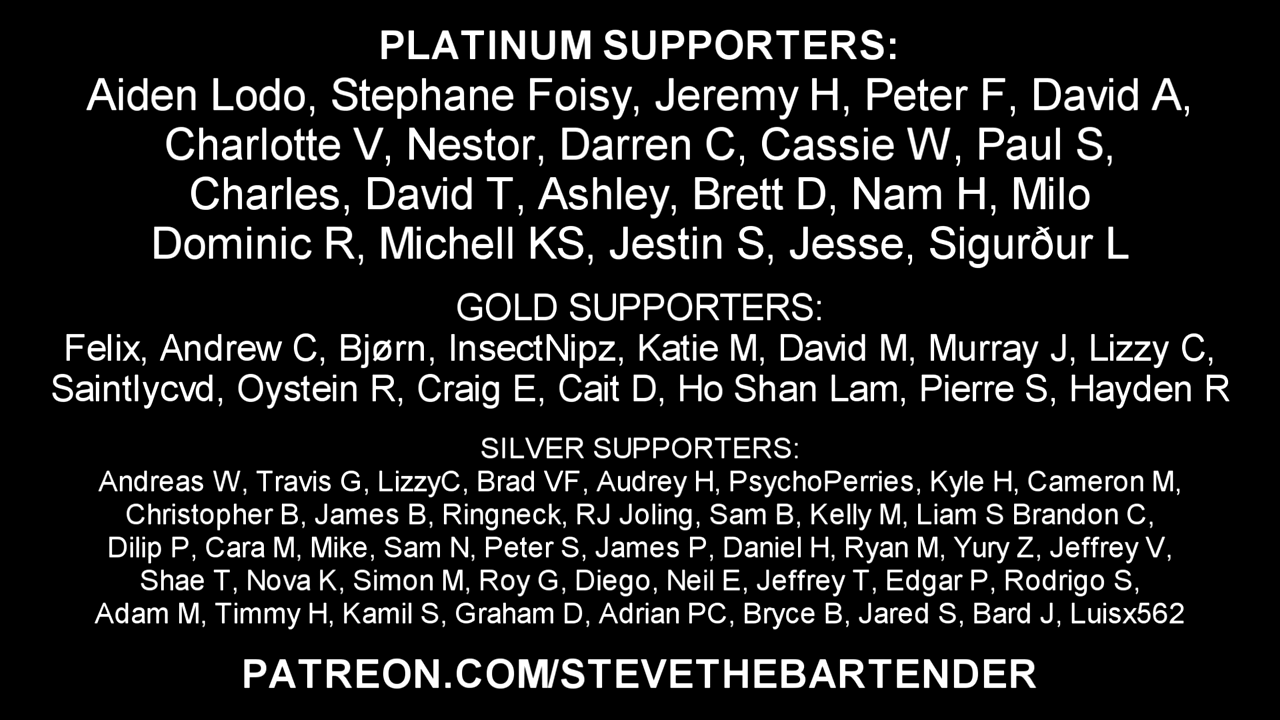 PLATINUM SUPPORTERS:
Aiden Lodo, Stephane Foisy, Jeremy H, Peter F, David A,
Charlotte V, Nestor, Darren C, Cassie W, Paul S,
Charles, David T, Ashley, Brett D, Nam H, Milo
Dominic R, Michell KS, Jestin S, Jesse, Sigurður L
GOLD SUPPORTERS:
Felix, Andrew C, Bjørn, InsectNipz, Katie M, David M, Murray J, Lizzy C,
Saintlycvd, Oystein R, Craig E, Cait D, Ho Shan Lam, Pierre S, Hayden R
SILVER SUPPORTERS:
Andreas W, Travis G, LizzyC, Brad VF, Audrey H, PsychoPerries, Kyle H, Cameron M,
Christopher B, James B, Ringneck, RJ Joling, Sam B, Kelly M, Liam S Brandon C,
Dilip P, Cara M, Mike, Sam N, Peter S, James P, Daniel H, Ryan M, Yury Z, Jeffrey V,
Shae T, Nova K, Simon M, Roy G, Diego, Neil E, Jeffrey T, Edgar P, Rodrigo S,
Adam M, Timmy H, Kamil S, Graham D, Adrian PC, Bryce B, Jared S, Bard J, Luisx562
PATREON.COM/STEVETHEBARTENDER